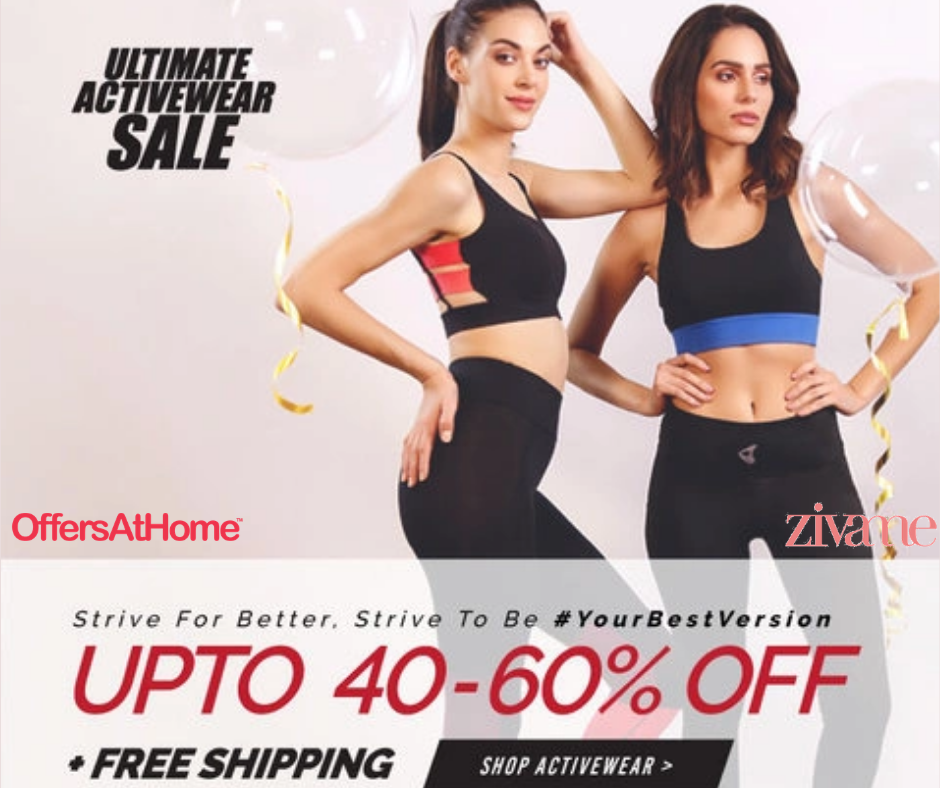 ULTIMATE
ACTIVEWEAR
SALE
OffersAtHome™
zivame
Strive For Better, Strive To Be #YourBestVersion
UPTO 40-60% OFF
+ FREE SHIPPING
SHOP ACTIVEWEAR >